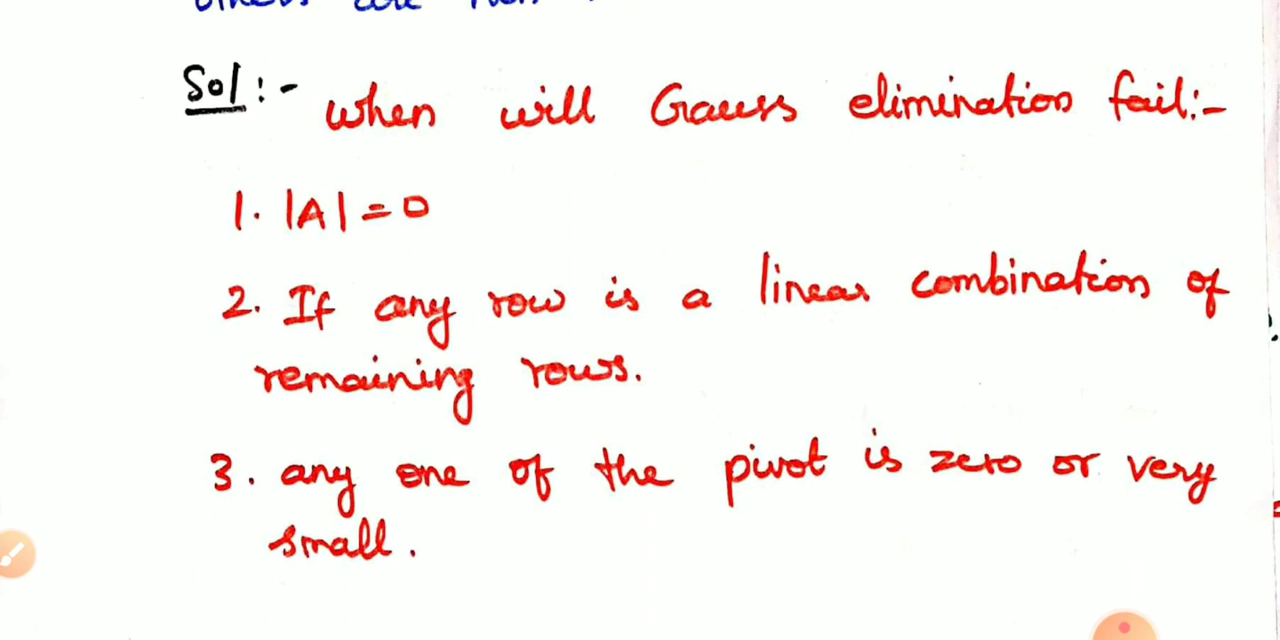 Sol:-
When will Gauss elimination fail:-
1. |A| = 0
2. If any row is a linear combination of
remaining rows.
3. any one of the pivot is zero or very
small.